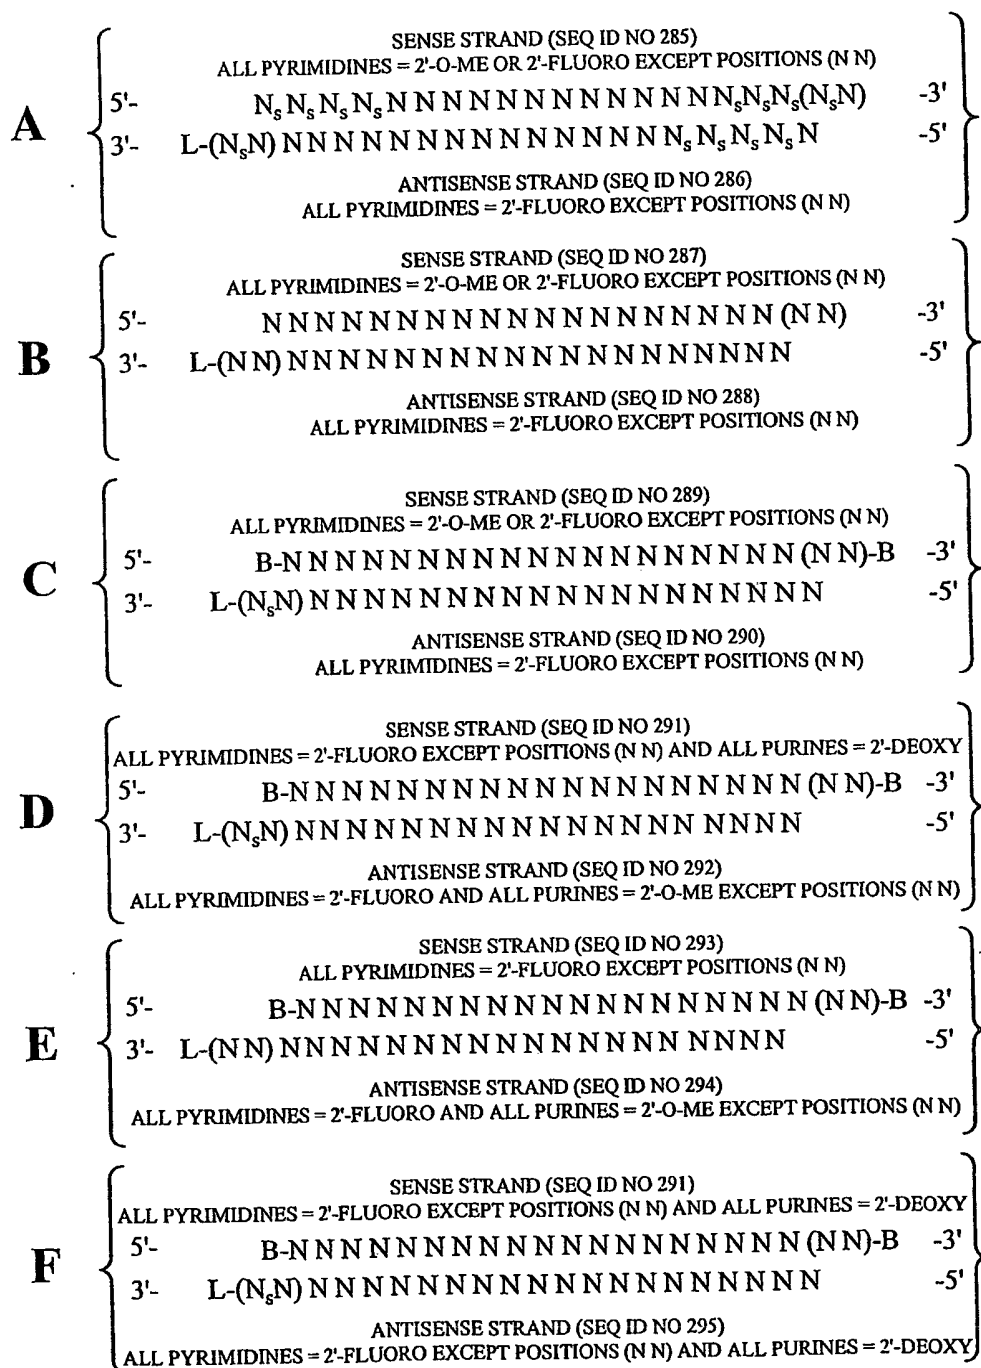 SENSE STRAND (SEQ ID NO 285)
ALL PYRIMIDINES = 2'-O-ME OR 2'-FLUORO EXCEPT POSITIONS (N N)
A
5'- NₛNₛNₛNₛN N N N N N N N N N N N NₛNₛNₛ(NₛN) -3'
3'- L-(NₛN) N N N N N N N N N N N N N N Nₛ Nₛ Nₛ Nₛ N -5'
ANTISENSE STRAND (SEQ ID NO 286)
ALL PYRIMIDINES = 2'-FLUORO EXCEPT POSITIONS (N N)
SENSE STRAND (SEQ ID NO 287)
ALL PYRIMIDINES = 2'-O-ME OR 2'-FLUORO EXCEPT POSITIONS (N N)
B
5'- N N N N N N N N N N N N N N N N N N N (N N) -3'
3'- L-(N N) N N N N N N N N N N N N N N N N N N N -5'
ANTISENSE STRAND (SEQ ID NO 288)
ALL PYRIMIDINES = 2'-FLUORO EXCEPT POSITIONS (N N)
SENSE STRAND (SEQ ID NO 289)
ALL PYRIMIDINES = 2'-O-ME OR 2'-FLUORO EXCEPT POSITIONS (N N)
C
5'- B-N N N N N N N N N N N N N N N N N N N (N N)-B -3'
3'- L-(NₛN) N N N N N N N N N N N N N N N N N N N -5'
ANTISENSE STRAND (SEQ ID NO 290)
ALL PYRIMIDINES = 2'-FLUORO EXCEPT POSITIONS (N N)
SENSE STRAND (SEQ ID NO 291)
ALL PYRIMIDINES = 2'-FLUORO EXCEPT POSITIONS (N N) AND ALL PURINES = 2'-DEOXY
D
5'- B-N N N N N N N N N N N N N N N N N N N (N N)-B -3'
3'- L-(NₛN) N N N N N N N N N N N N N N N N N N N -5'
ANTISENSE STRAND (SEQ ID NO 292)
ALL PYRIMIDINES = 2'-FLUORO AND ALL PURINES = 2'-O-ME EXCEPT POSITIONS (N N)
SENSE STRAND (SEQ ID NO 293)
ALL PYRIMIDINES = 2'-FLUORO EXCEPT POSITIONS (N N)
E
5'- B-N N N N N N N N N N N N N N N N N N N (N N)-B -3'
3'- L-(N N) N N N N N N N N N N N N N N N N N N N -5'
ANTISENSE STRAND (SEQ ID NO 294)
ALL PYRIMIDINES = 2'-FLUORO AND ALL PURINES = 2'-O-ME EXCEPT POSITIONS (N N)
SENSE STRAND (SEQ ID NO 291)
ALL PYRIMIDINES = 2'-FLUORO EXCEPT POSITIONS (N N) AND ALL PURINES = 2'-DEOXY
F
5'- B-N N N N N N N N N N N N N N N N N N N (N N)-B -3'
3'- L-(NₛN) N N N N N N N N N N N N N N N N N N N -5'
ANTISENSE STRAND (SEQ ID NO 295)
ALL PYRIMIDINES = 2'-FLUORO EXCEPT POSITIONS (N N) AND ALL PURINES = 2'-DEOXY